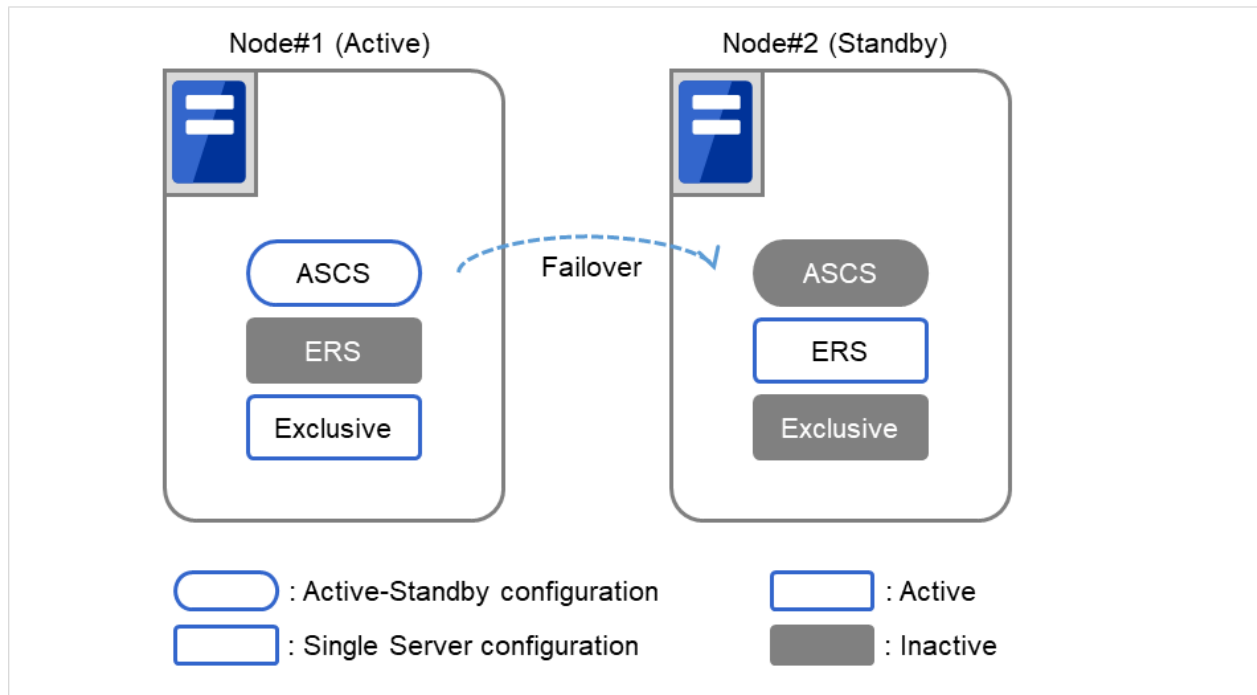 Node#1 (Active)
Node#2 (Standby)
ASCS
Failover
ASCS
ERS
ERS
Exclusive
Exclusive
: Active-Standby configuration
: Active
: Single Server configuration
: Inactive